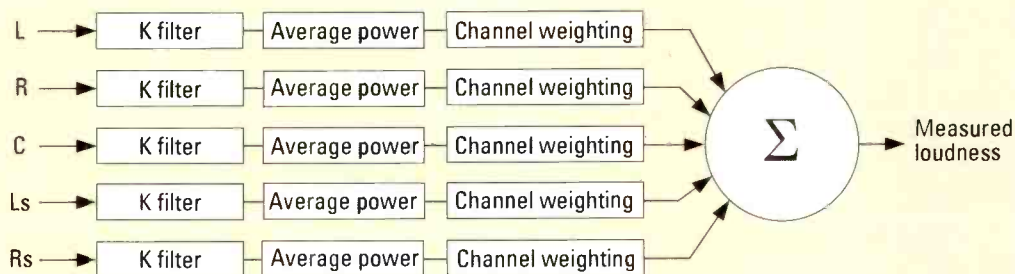 L K filter Average power Channel weighting
R K filter Average power Channel weighting
C K filter Average power Channel weighting
Σ
Measured
loudness
Ls K filter Average power Channel weighting
Rs K filter Average power Channel weighting